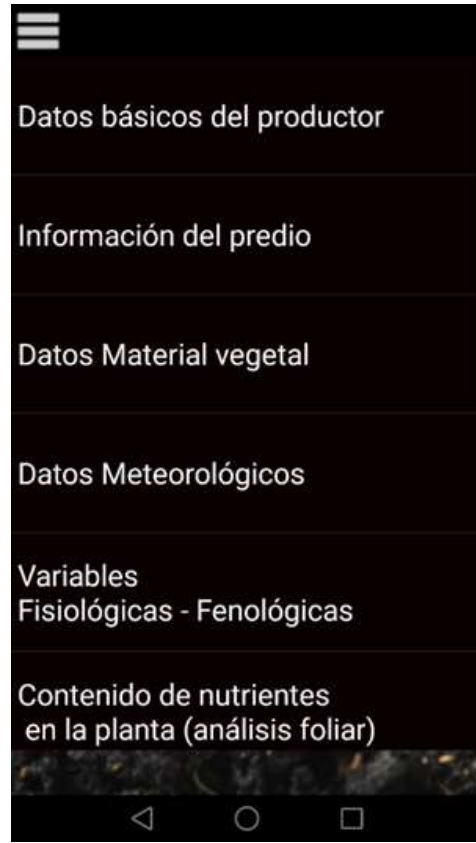 Datos básicos del productor
Información del predio
Datos Material vegetal
Datos Meteorológicos
Variables
Fisiológicas - Fenológicas
Contenido de nutrientes
en la planta (análisis foliar)